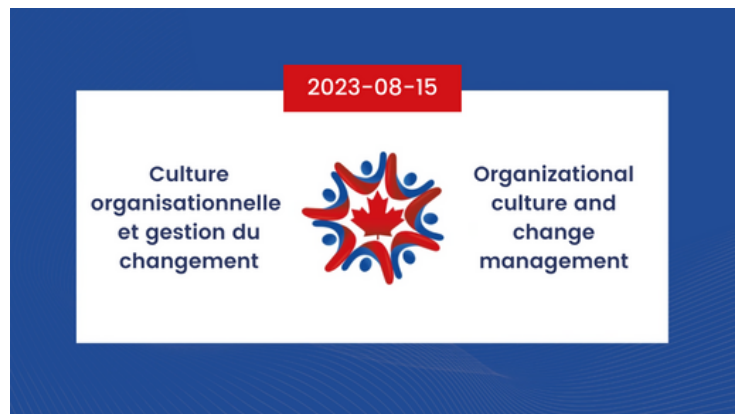 2023-08-15
Culture
organisationnelle
et gestion du
changement
Organizational
culture and
change
management